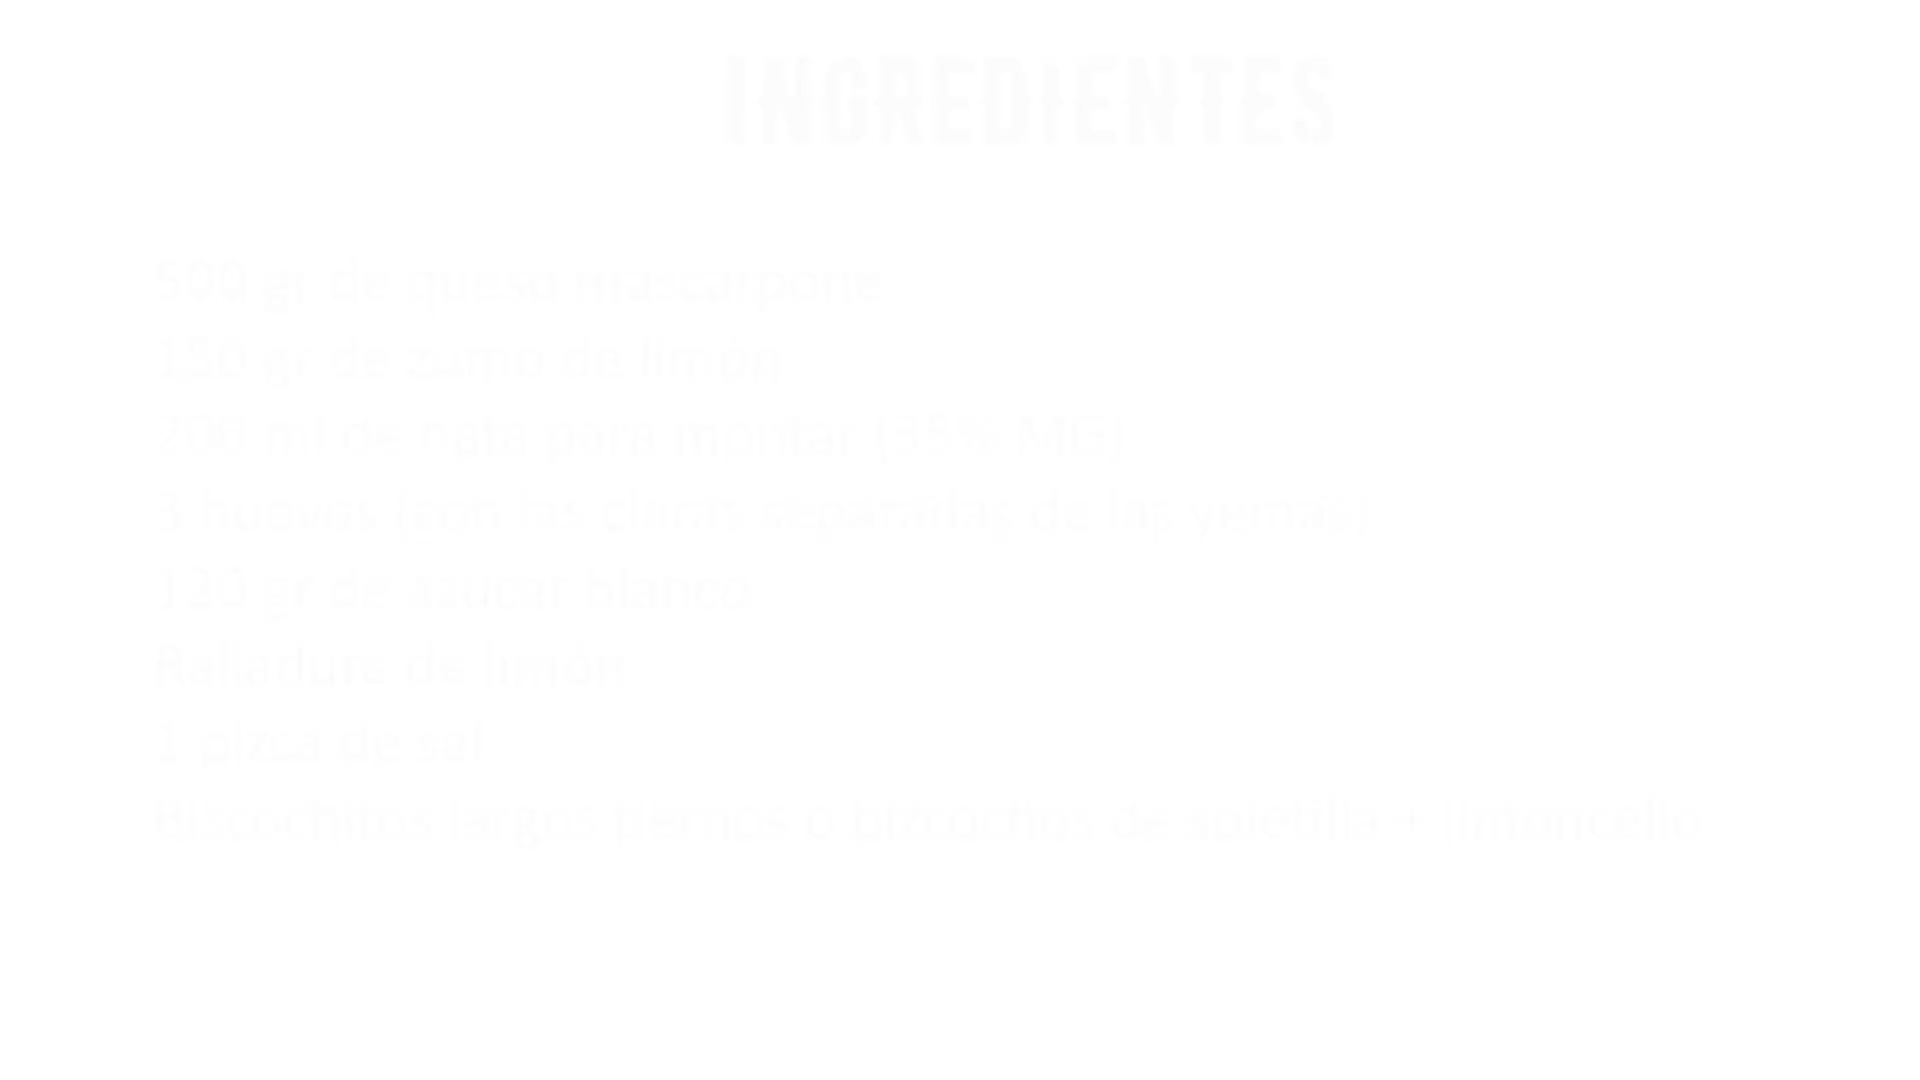 INGREDIENTES
500 gr de queso mascarpone
150 gr de zumo de limón
200 ml de nata para montar (35% MG)
3 huevos (con las claras separadas de las yemas)
120 gr de azucar blanco
Ralladura de limón
1 pizca de sal
Bizcochitos largos tiernos o bizcochos de soletilla + limoncello